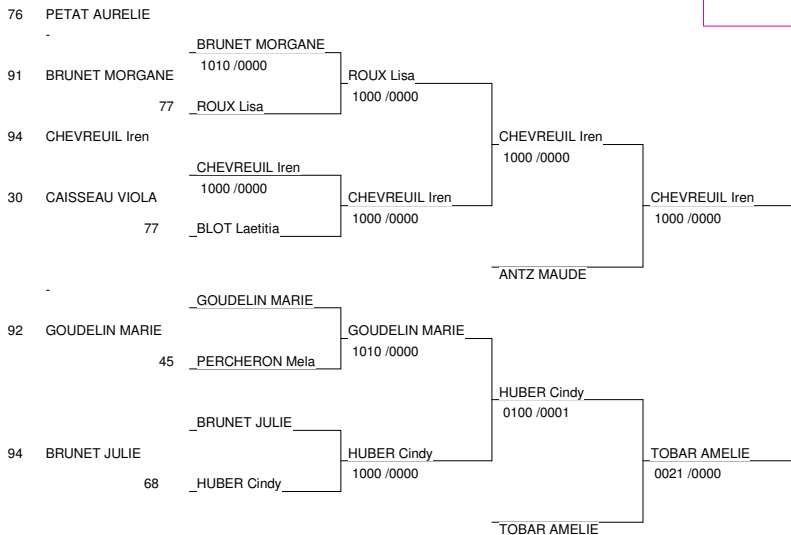 76 PETAT AURELIE
-
BRUNET MORGANE
91 BRUNET MORGANE 1010 /0000 ROUX Lisa
1000 /0000
77 ROUX Lisa
94 CHEVREUIL Iren CHEVREUIL Iren
1000 /0000
CHEVREUIL Iren
30 CAISSEAU VIOLA 1000 /0000 CHEVREUIL Iren CHEVREUIL Iren
1000 /0000 1000 /0000
77 BLOT Laetitia
ANTZ MAUDE
-
GOUDELIN MARIE
92 GOUDELIN MARIE GOUDELIN MARIE
1010 /0000
45 PERCHERON Mela
HUBER Cindy
0100 /0001
BRUNET JULIE
94 BRUNET JULIE HUBER Cindy TOBAR AMELIE
1000 /0000 0021 /0000
68 HUBER Cindy
TOBAR AMELIE